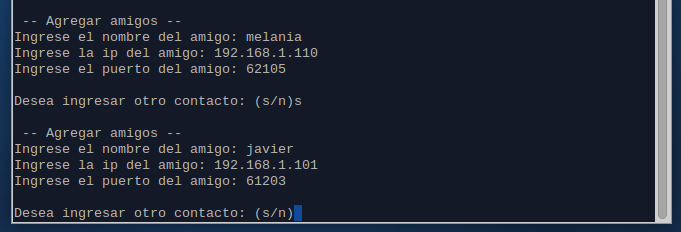 -- Agregar amigos --
Ingrese el nombre del amigo: melania
Ingrese la ip del amigo: 192.168.1.110
Ingrese el puerto del amigo: 62105
Desea ingresar otro contacto: (s/n)s
-- Agregar amigos --
Ingrese el nombre del amigo: javier
Ingrese la ip del amigo: 192.168.1.101
Ingrese el puerto del amigo: 61203
Desea ingresar otro contacto: (s/n)